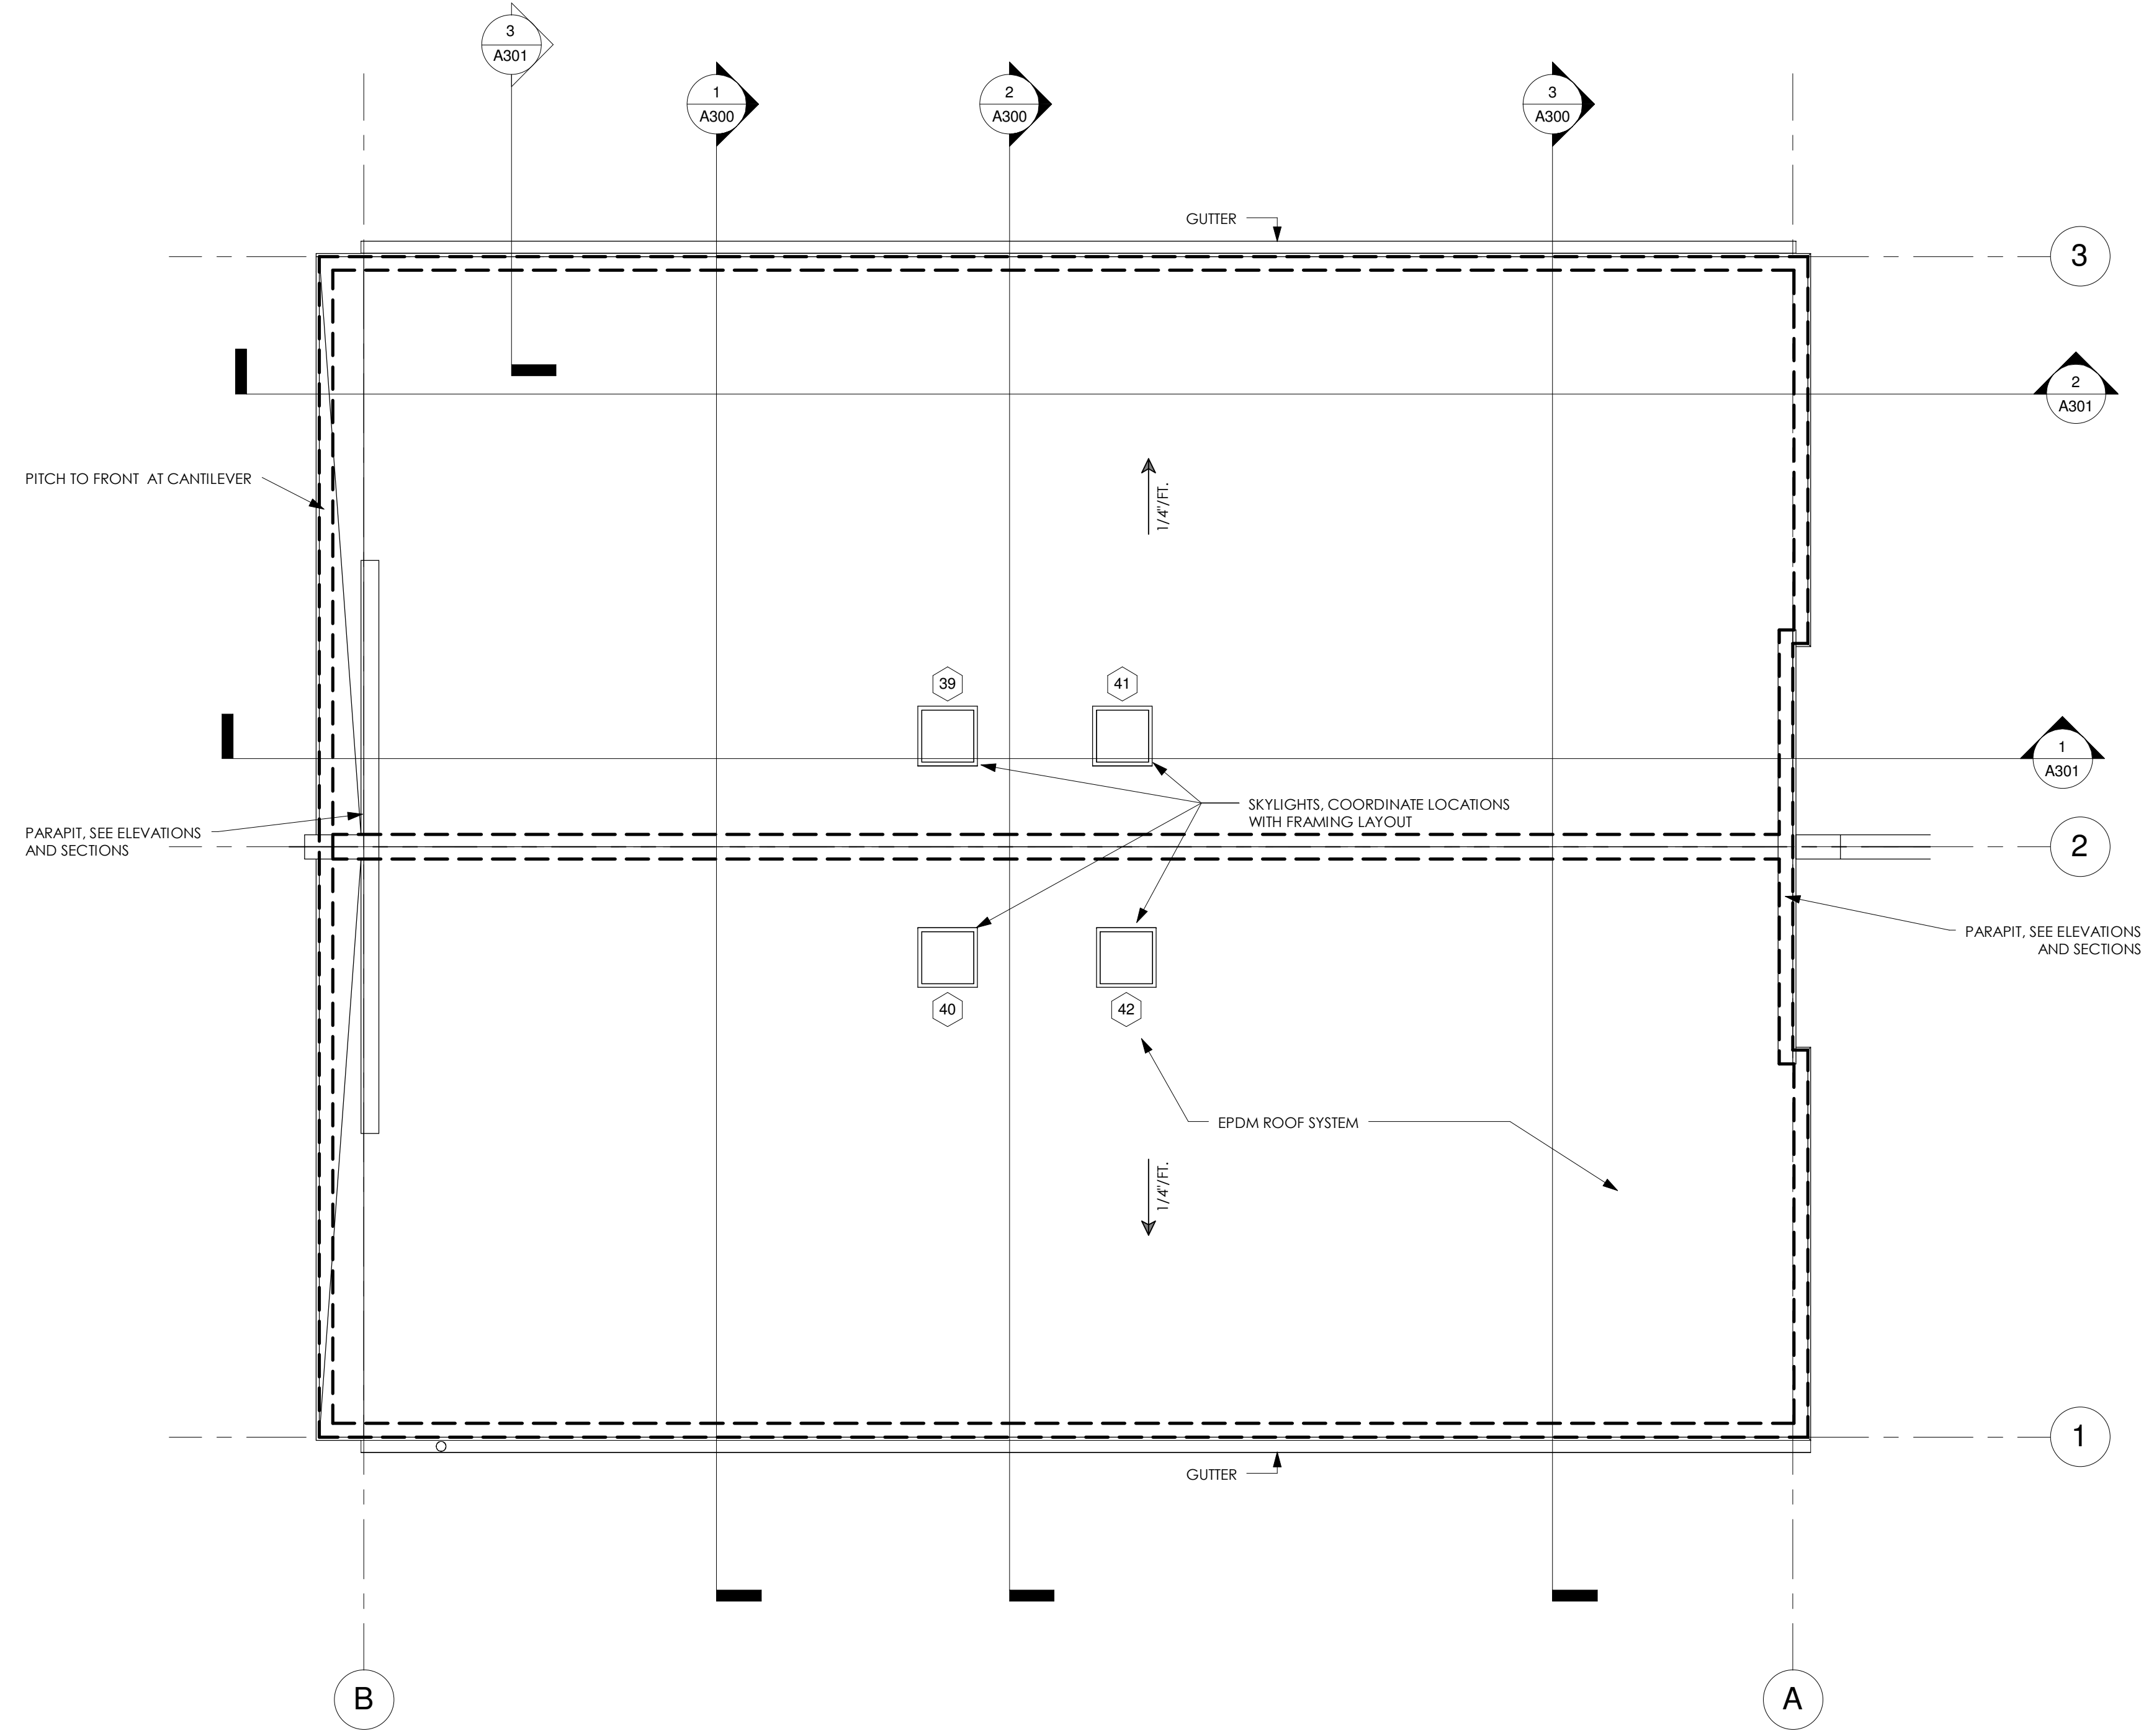 3
A301
1
A300
2
A300
3
A300
GUTTER
3
2
A301
PITCH TO FRONT  AT CANTILEVER
1/4"/FT.
39
41
1
A301
SKYLIGHTS, COORDINATE LOCATIONS
WITH FRAMING LAYOUT
PARAPIT, SEE ELEVATIONS
AND SECTIONS
2
PARAPIT, SEE ELEVATIONS
AND SECTIONS
40
42
EPDM ROOF SYSTEM
1/4"/FT.
1
GUTTER
B
A